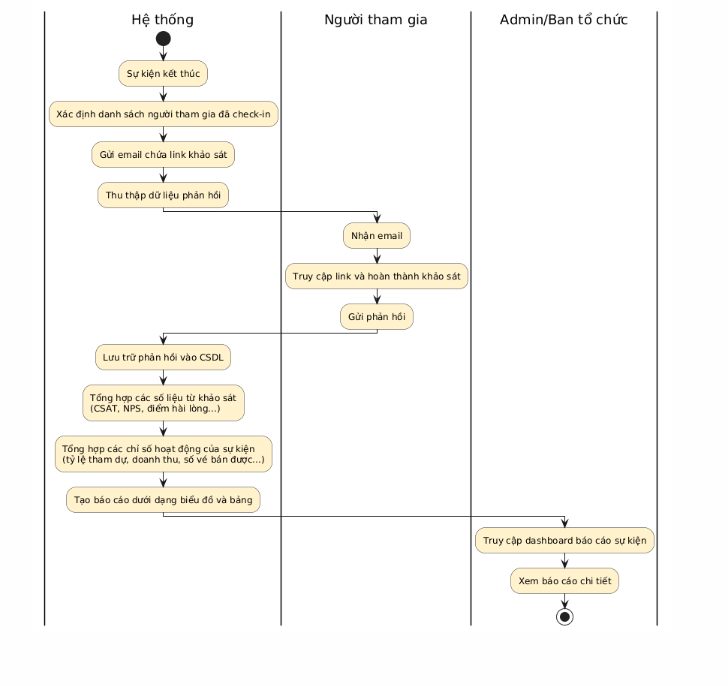 Hệ thống
Người tham gia
Admin/Ban tổ chức
Sự kiện kết thúc
Xác định danh sách người tham gia đã check-in
Gửi email chứa link khảo sát
Thu thập dữ liệu phản hồi
Nhận email
Truy cập link và hoàn thành khảo sát
Gửi phản hồi
Lưu trữ phản hồi vào CSDL
Tổng hợp các số liệu từ khảo sát
(CSAT, NPS, điểm hài lòng...)
Tổng hợp các chỉ số hoạt động của sự kiện
(tỷ lệ tham dự, doanh thu, số vé bán được...)
Tạo báo cáo dưới dạng biểu đồ và bảng
Truy cập dashboard báo cáo sự kiện
Xem báo cáo chi tiết